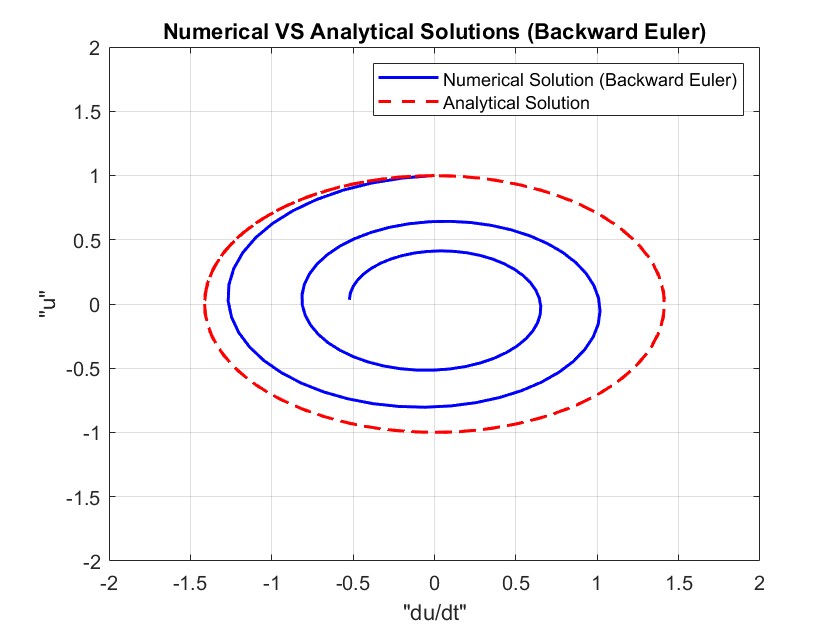 Numerical VS Analytical Solutions (Backward Euler)
Numerical Solution (Backward Euler)
Analytical Solution
2
1.5
1
0.5
0
-0.5
-1
-1.5
-2
"u"
-2 -1.5 -1 -0.5 0 0.5 1 1.5 2
"du/dt"